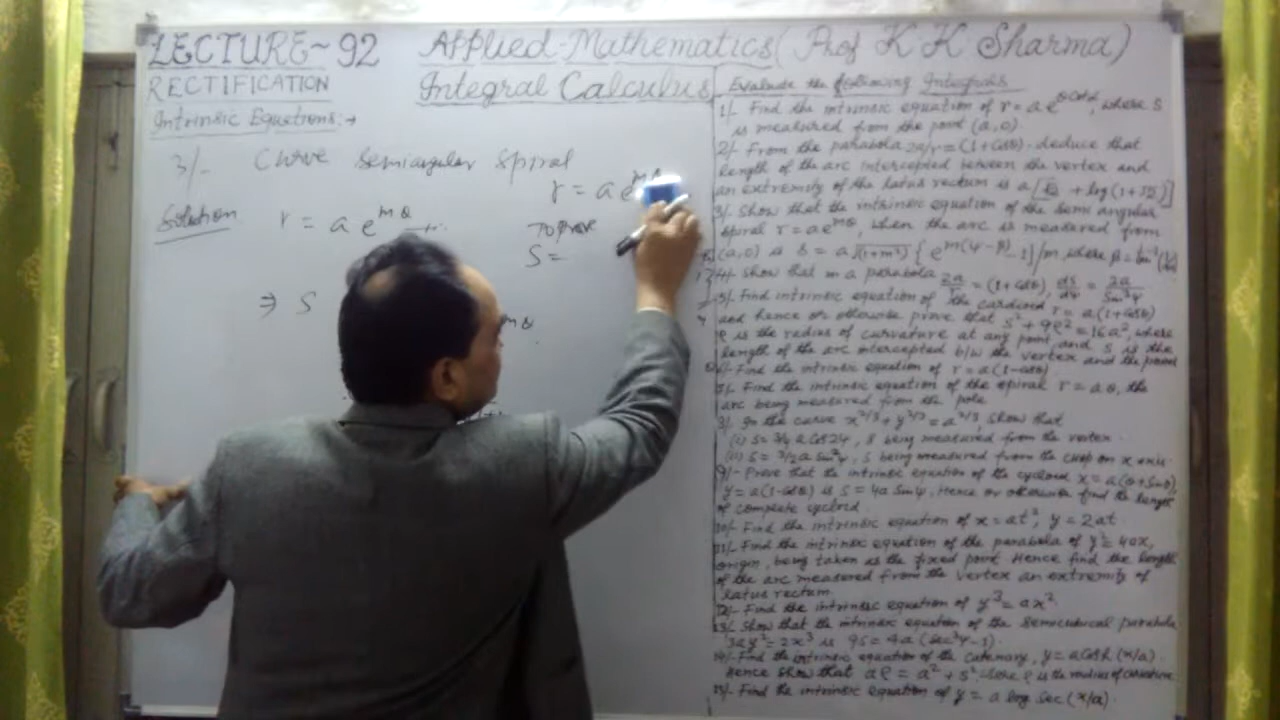 LECTURE~92
Applied-Mathematics( Prof K K Sharma)
RECTIFICATION
Integral Calculus
Intrinsic Equations:→
3/- Curve Semiangular Spiral
r = a e
Solution r = a e^mθ
To prove
S =
⇒ S
mθ
Evaluate the following Integrals
1/- Find the intrinsic equation of r = a e^θcotα, where S
is measured from the point (a,0).
2/- From the parabola 2a/r = (1+Cosθ). deduce that
length of the arc intercepted between the vertex and
an extremity of the latus rectum is a[√2 + log(1+√2)]
3/- Show that the intrinsic equation of the semi angular
spiral r = ae^mθ, when the arc is measured from
(a,0) is S = a√(1+m²) { e^m(ψ-β) - 1}/m, where β = tan⁻¹
4/- Show that in a parabola 2a/r = (1+cosθ), ds/dψ = 2a/Sin³ψ
5/- Find intrinsic equation of the cardioid r = a(1+cosθ)
and hence or otherwise prove that s² + 9ρ² = 16a², where
ρ is the radius of curvature at any point, and S is the
length of the arc intercepted b/w the vertex and the point
6/- Find the intrinsic equation of r = a(1-cosθ).
7/- Find the intrinsic equation of the spiral r = aθ, the
arc being measured from the pole
8/- In the curve x^2/3 + y^2/3 = a^2/3, show that
(i) S = 3/4 a Cos2ψ, S being measured from the vertex.
(ii) S = 3/2 a Sin²ψ, S being measured from the cusp on x axis.
9/- Prove that the intrinsic equation of the cycloid x = a(θ+Sinθ),
y = a(1-Cosθ) is S = 4a Sinψ. Hence or otherwise find the length
of complete cycloid.
10/- Find the intrinsic equation of x = at², y = 2at
11/- Find the intrinsic equation of the parabola of y² = 4ax,
origin, being taken as the fixed point Hence find the length
of the arc measured from the vertex an extremity of
latus rectum.
12/- Find the intrinsic equation of y³ = ax²
13/- Show that the intrinsic equation of the semicubical parabola
3ay² = 2x³ is 9S = 4a (sec³ψ-1).
14/- Find the intrinsic equation of the catenary, y = a Cosh (x/a).
Hence show that aρ = a² + s² where ρ is the radius of curvature
15/- Find the intrinsic equation of y = a log sec (x/a).